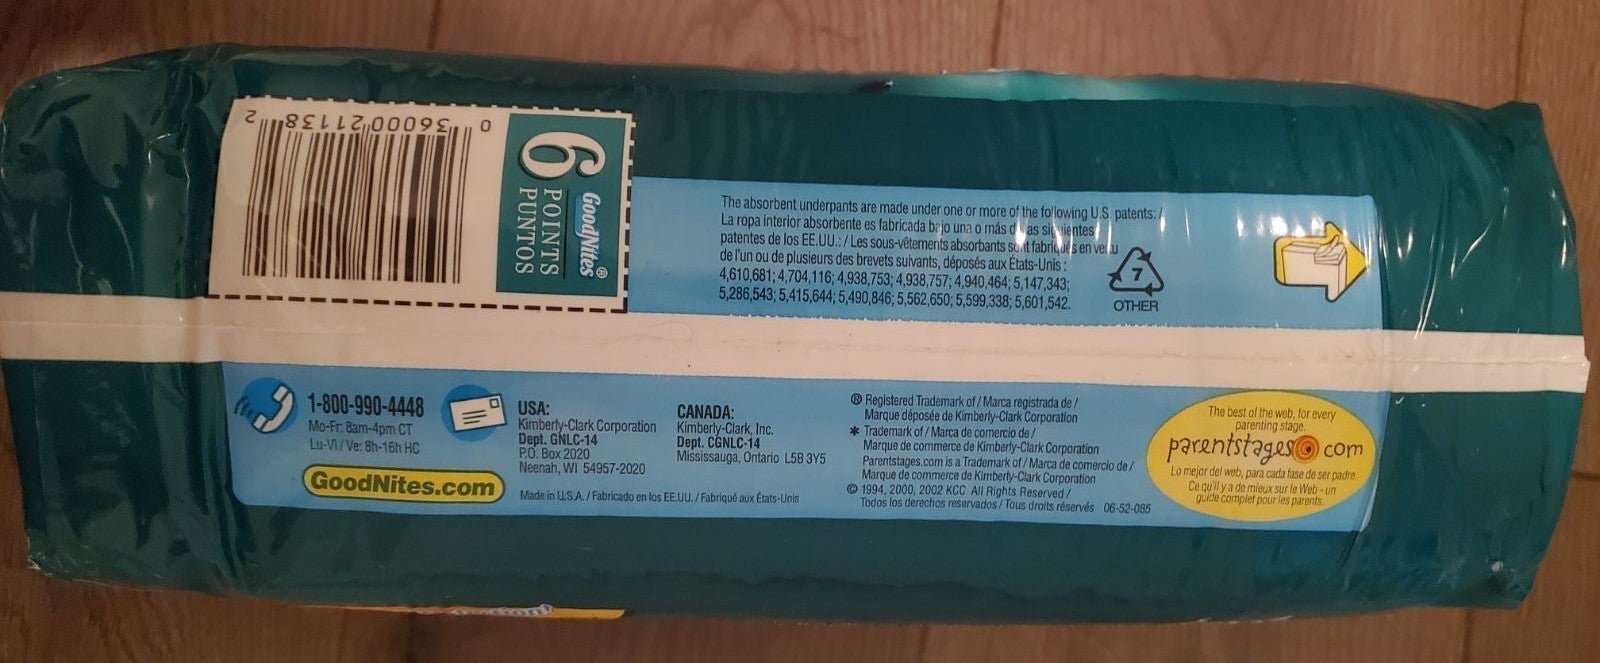 0 36000 21138 2
6
POINTS
PUNTOS
GoodNites®
The absorbent underpants are made under one or more of the following U.S. patents: /
La ropa interior absorbente es fabricada bajo una o más de las siguientes
patentes de los EE.UU.: / Les sous-vêtements absorbants sont fabriqués en vertu
de l'un ou de plusieurs des brevets suivants, déposés aux États-Unis :
4,610,681; 4,704,116; 4,938,753; 4,938,757; 4,940,464; 5,147,343;
5,286,543; 5,415,644; 5,490,846; 5,562,650; 5,599,338; 5,601,542.
7
OTHER
1-800-990-4448
Mo-Fr: 8am-4pm CT
Lu-Vi / Ve: 8h-16h HC
GoodNites.com
USA:
Kimberly-Clark Corporation
Dept. GNLC-14
P.O. Box 2020
Neenah, WI 54957-2020
CANADA:
Kimberly-Clark, Inc.
Dept. CGNLC-14
Mississauga, Ontario L5B 3Y5
Made in U.S.A. / Fabricado en los EE.UU. / Fabriqué aux États-Unis
® Registered Trademark of / Marca registrada de /
Marque déposée de Kimberly-Clark Corporation
* Trademark of / Marca de comercio de /
Marque de commerce de Kimberly-Clark Corporation
Parentstages.com is a Trademark of / Marca de comercio de /
Marque de commerce de Kimberly-Clark Corporation
© 1994, 2000, 2002 KCC All Rights Reserved /
Todos los derechos reservados / Tous droits réservés 06-52-085
The best of the web, for every
parenting stage.
parentstages com
Lo mejor del web, para cada fase de ser padre.
Ce qu'il y a de mieux sur le Web - un
guide complet pour les parents.